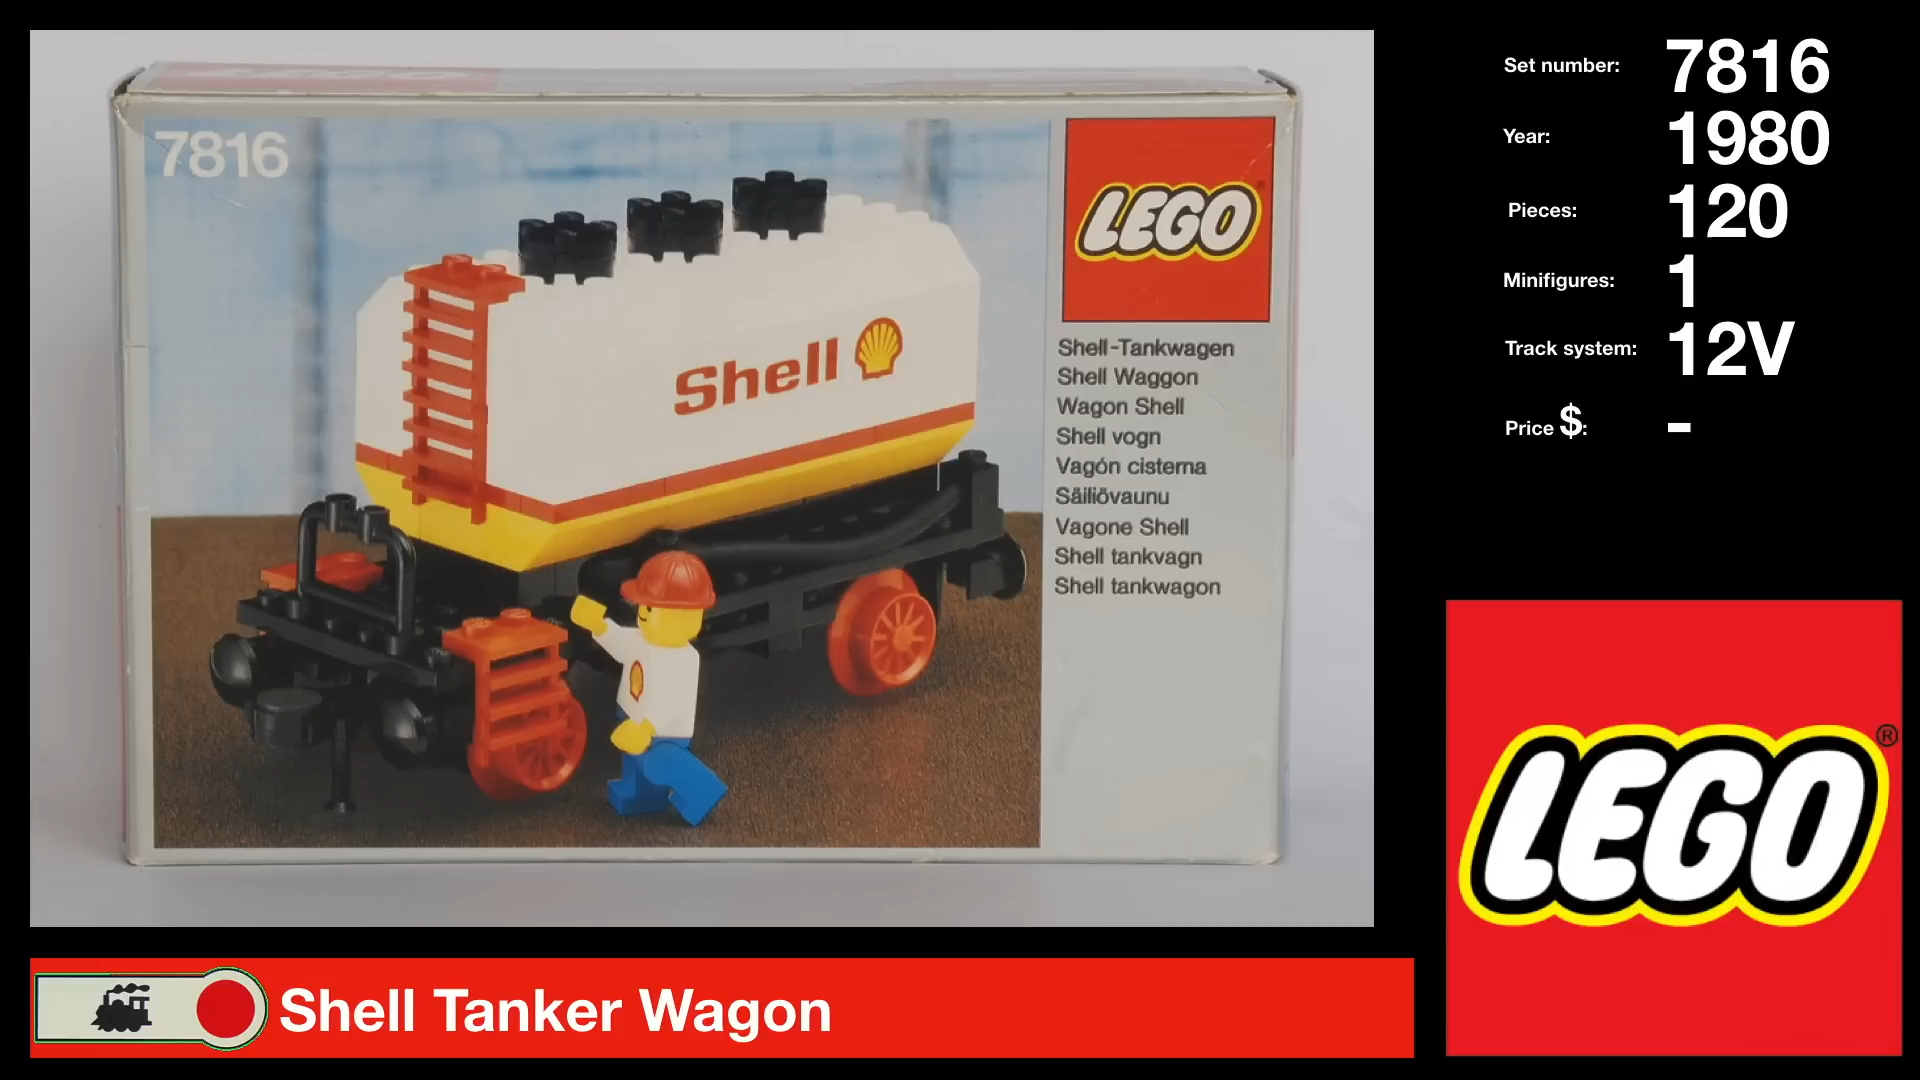 7816
LEGO
Shell
Shell-Tankwagen
Shell Waggon
Wagon Shell
Shell vogn
Vagón cisterna
Säiliövaunu
Vagone Shell
Shell tankvagn
Shell tankwagon
Set number: 7816
Year: 1980
Pieces: 120
Minifigures: 1
Track system: 12V
Price $: -
LEGO ®
Shell Tanker Wagon